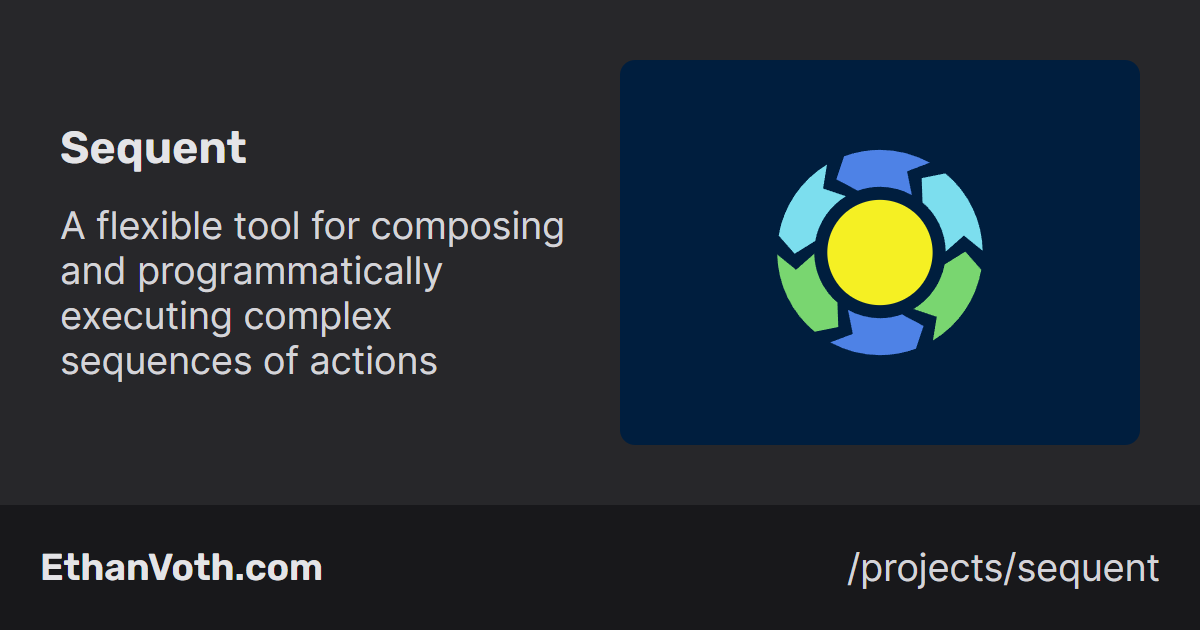 Sequent
A flexible tool for composing
and programmatically
executing complex
sequences of actions
EthanVoth.com
/projects/sequent